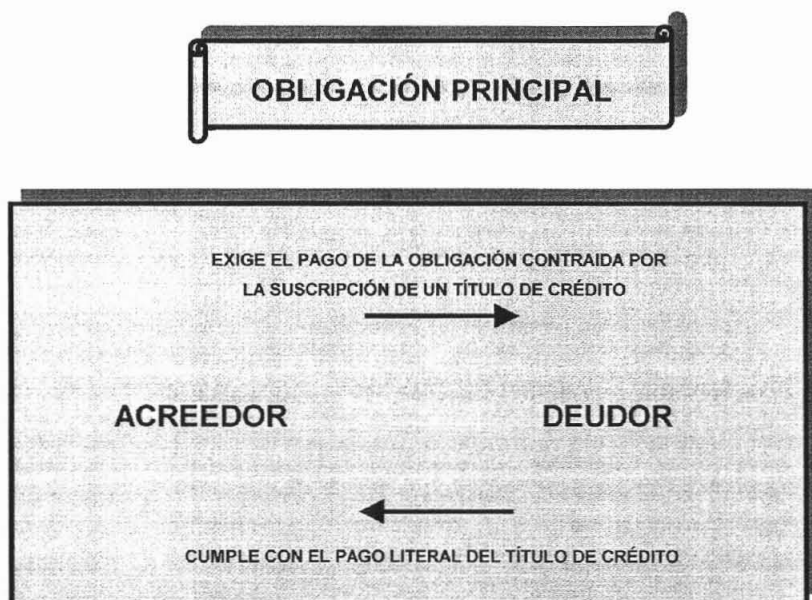 OBLIGACIÓN PRINCIPAL
EXIGE EL PAGO DE LA OBLIGACIÓN CONTRAIDA POR
LA SUSCRIPCIÓN DE UN TÍTULO DE CRÉDITO
ACREEDOR DEUDOR
CUMPLE CON EL PAGO LITERAL DEL TÍTULO DE CRÉDITO